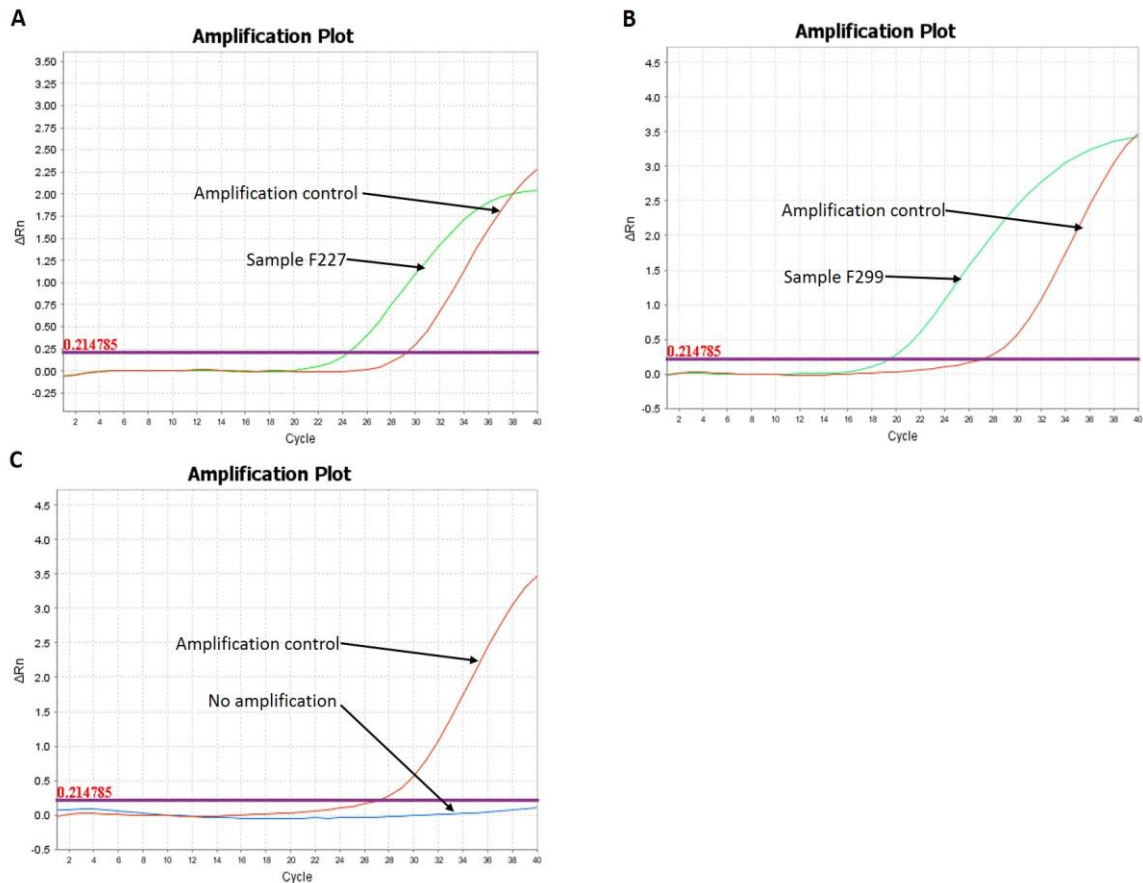 A
Amplification Plot
3.50
3.25
3.00
2.75
2.50
2.25
2.00
1.75
1.50
1.25
1.00
0.75
0.50
0.25
0.00
-0.25
ΔRn
Amplification control
Sample F227
0.214785
2 4 6 8 10 12 14 16 18 20 22 24 26 28 30 32 34 36 38 40
Cycle
B
Amplification Plot
4.5
4.0
3.5
3.0
2.5
2.0
1.5
1.0
0.5
0.0
-0.5
ΔRn
Amplification control
Sample F299
0.214785
2 4 6 8 10 12 14 16 18 20 22 24 26 28 30 32 34 36 38 40
Cycle
C
Amplification Plot
4.5
4.0
3.5
3.0
2.5
2.0
1.5
1.0
0.5
0.0
-0.5
ΔRn
Amplification control
No amplification
0.214785
2 4 6 8 10 12 14 16 18 20 22 24 26 28 30 32 34 36 38 40
Cycle